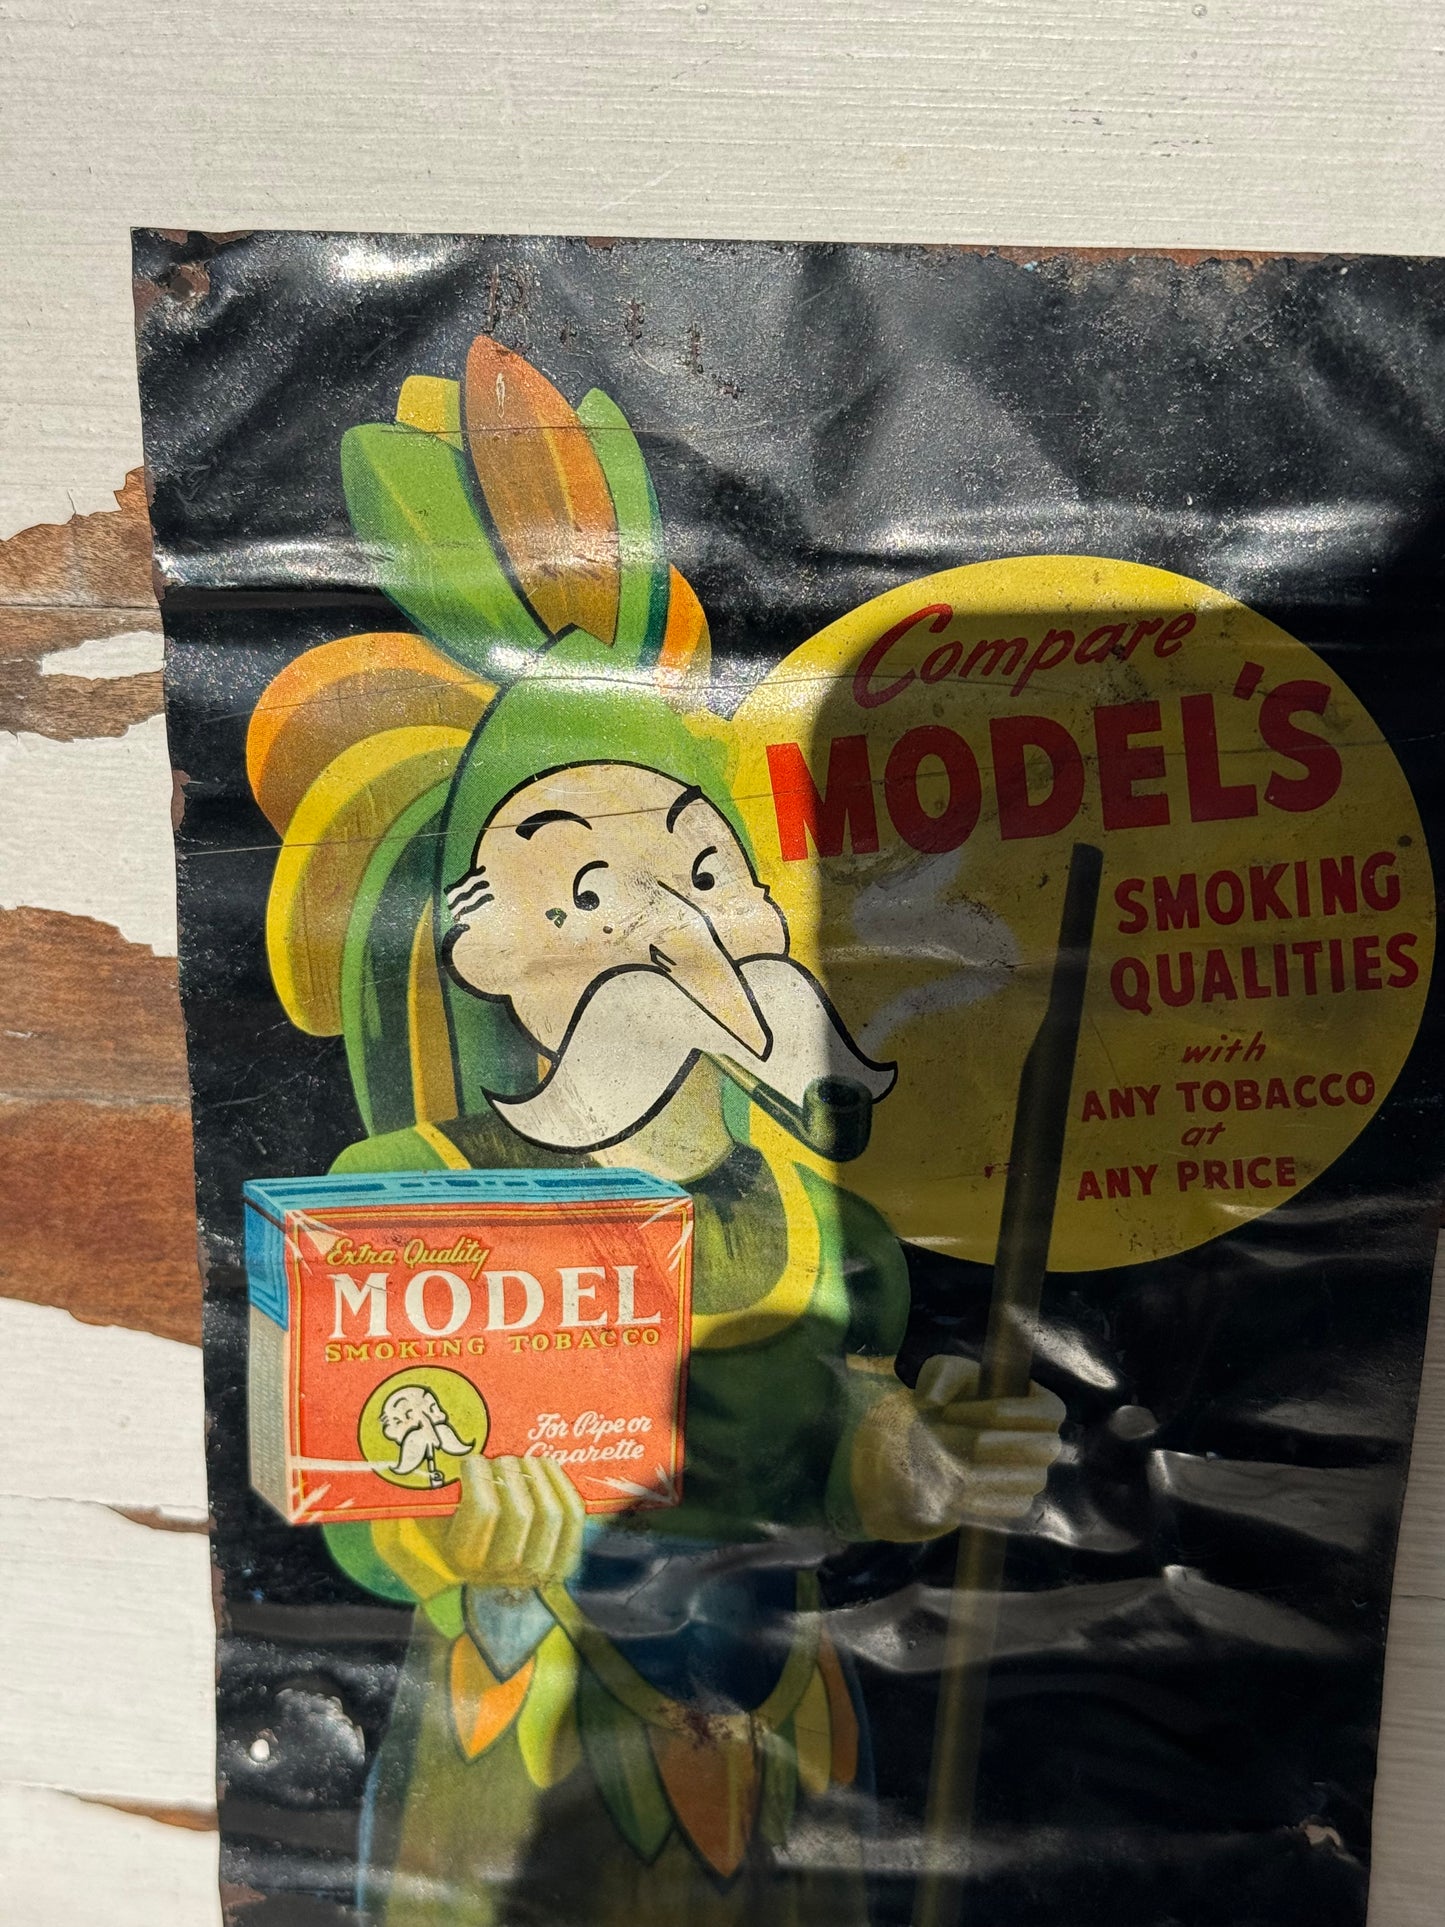 Compare
MODEL'S
SMOKING
QUALITIES
with
ANY TOBACCO
at
ANY PRICE
Extra Quality
MODEL
SMOKING TOBACCO
For Pipe or
Cigarette